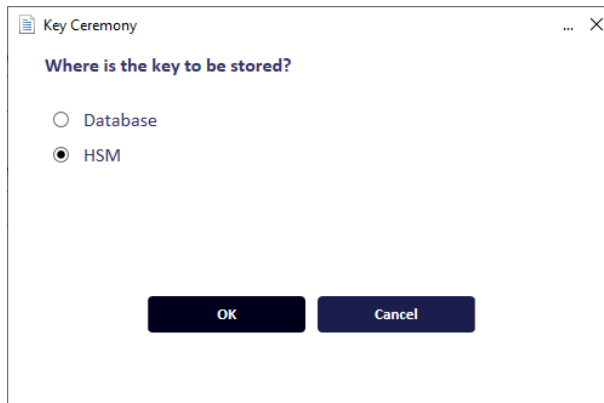 Key Ceremony ...
Where is the key to be stored?
Database
HSM
OK Cancel